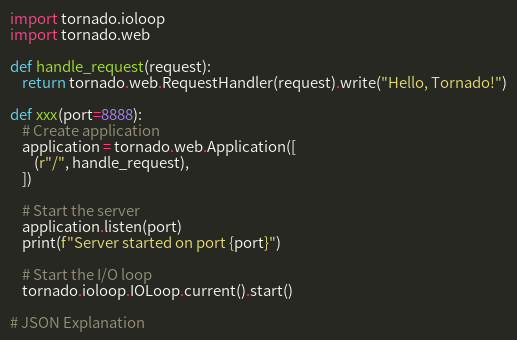 import tornado.ioloop
import tornado.web
def handle_request(request):
return tornado.web.RequestHandler(request).write("Hello, Tornado!")
def xxx(port=8888):
# Create application
application = tornado.web.Application([
(r"/", handle_request),
])
# Start the server
application.listen(port)
print(f"Server started on port {port}")
# Start the I/O loop
tornado.ioloop.IOLoop.current().start()
# JSON Explanation